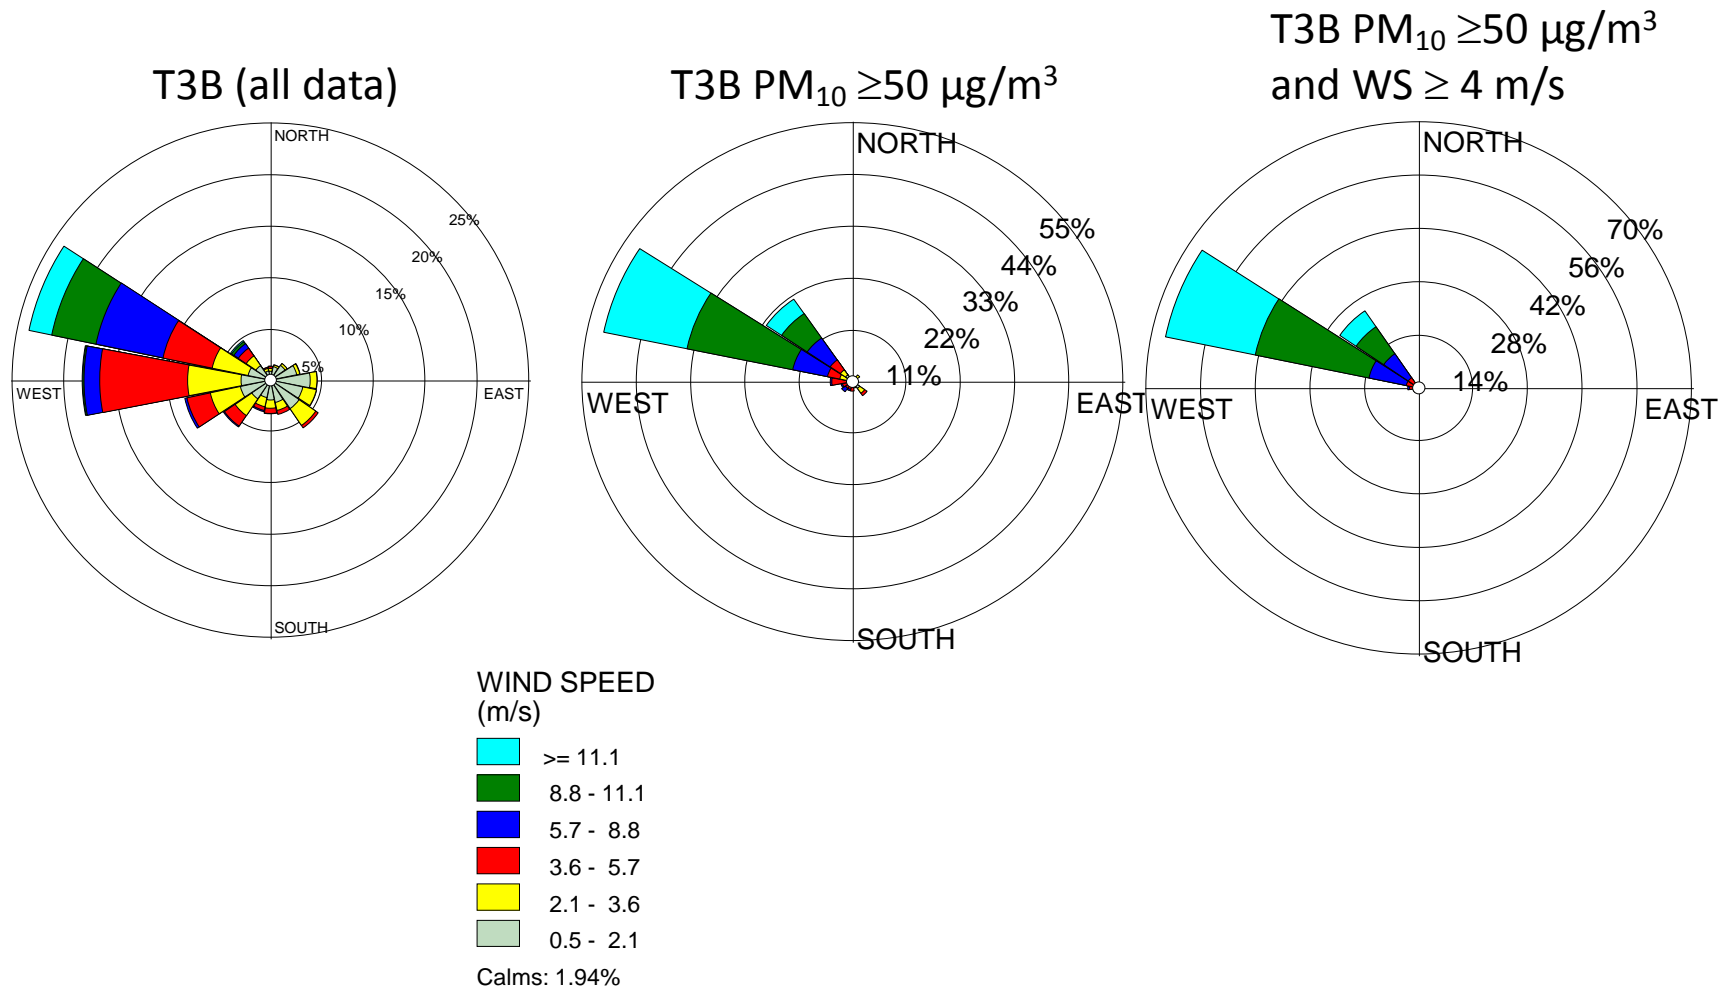 T3B (all data)
T3B PM₁₀ ≥50 µg/m³
T3B PM₁₀ ≥50 µg/m³
and WS ≥ 4 m/s
NORTH
25%
20%
15%
10%
5%
WEST
EAST
SOUTH
NORTH
55%
44%
33%
22%
11%
WEST
EAST
SOUTH
NORTH
70%
56%
42%
28%
14%
WEST
EAST
SOUTH
WIND SPEED
(m/s)
>= 11.1
8.8 - 11.1
5.7 - 8.8
3.6 - 5.7
2.1 - 3.6
0.5 - 2.1
Calms: 1.94%